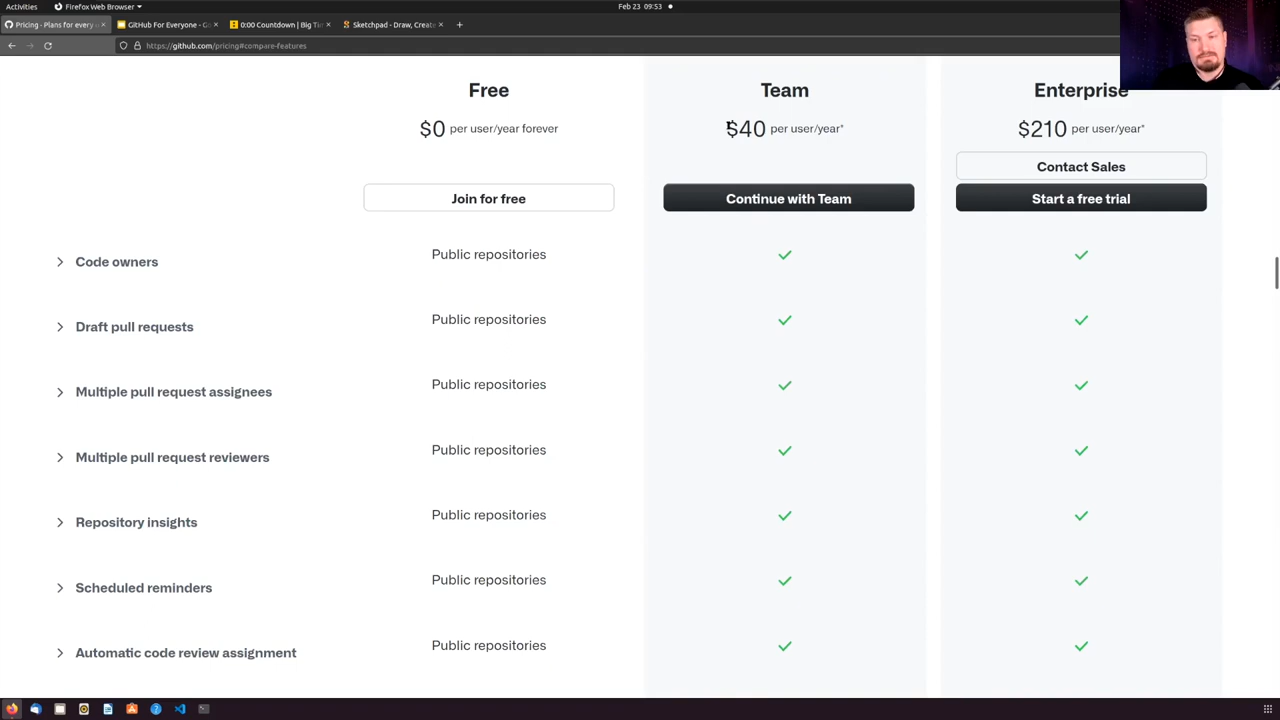 Activities
Firefox Web Browser
Feb 23 09:53
Pricing - Plans for every
GitHub For Everyone - Go
0:00 Countdown | Big Ti
Sketchpad - Draw, Create
https://github.com/pricing#compare-features
Free
Team
Enterprise
$0 per user/year forever
$40 per user/year*
$210 per user/year*
Contact Sales
Join for free
Continue with Team
Start a free trial
Code owners
Public repositories
Draft pull requests
Public repositories
Multiple pull request assignees
Public repositories
Multiple pull request reviewers
Public repositories
Repository insights
Public repositories
Scheduled reminders
Public repositories
Automatic code review assignment
Public repositories